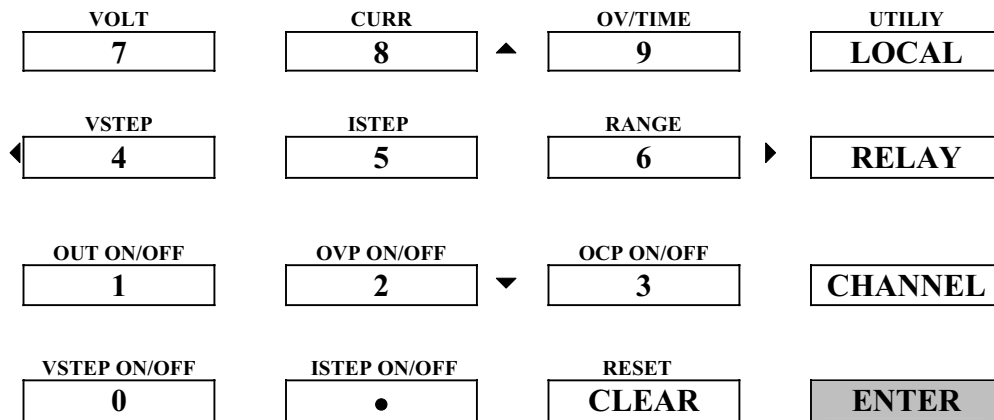 VOLT CURR OV/TIME UTILIY
7 8 9 LOCAL
VSTEP ISTEP RANGE
4 5 6 RELAY
OUT ON/OFF OVP ON/OFF OCP ON/OFF
1 2 3 CHANNEL
VSTEP ON/OFF ISTEP ON/OFF RESET
0 • CLEAR ENTER